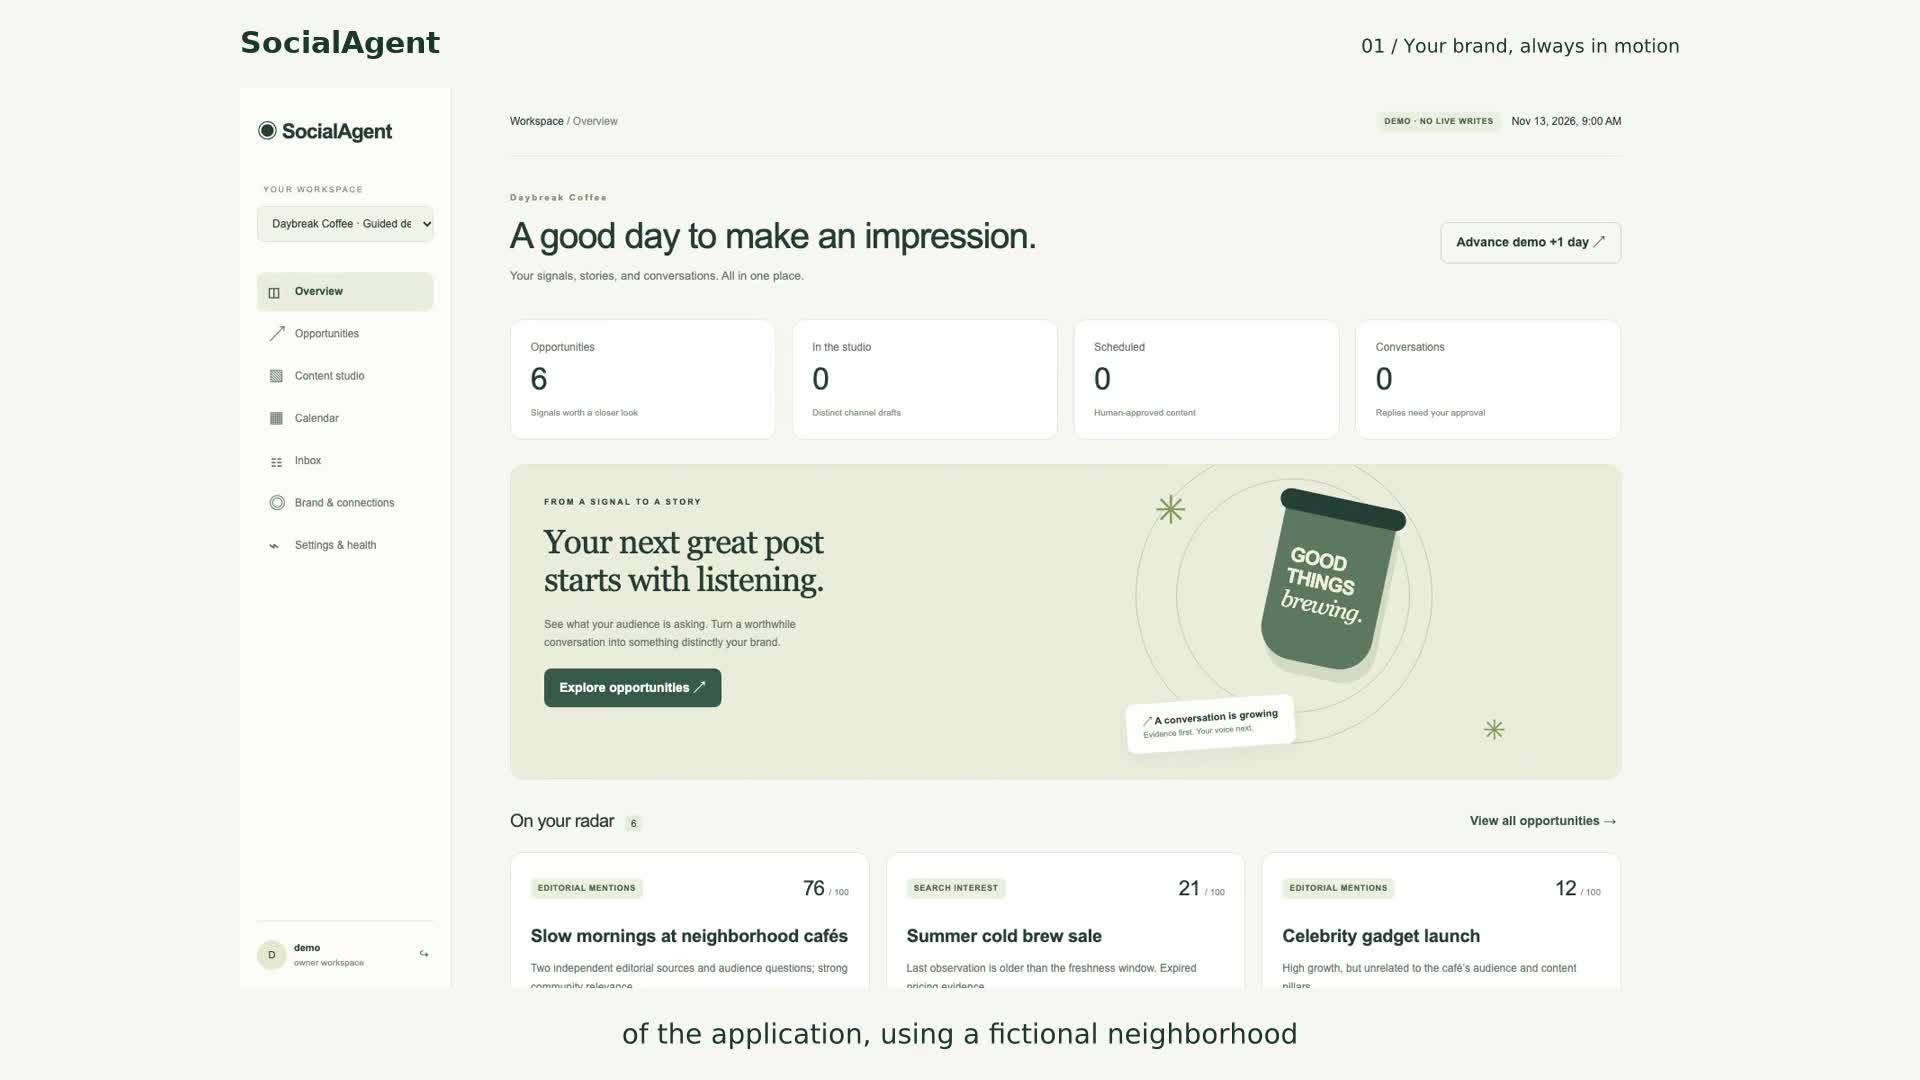 SocialAgent
01 / Your brand, always in motion
SocialAgent
YOUR WORKSPACE
Daybreak Coffee · Guided de
Overview
Opportunities
Content studio
Calendar
Inbox
Brand & connections
Settings & health
D
demo
owner workspace
Workspace / Overview
DEMO · NO LIVE WRITES
Nov 13, 2026, 9:00 AM
Daybreak Coffee
A good day to make an impression.
Your signals, stories, and conversations. All in one place.
Advance demo +1 day ↗
Opportunities
6
Signals worth a closer look
In the studio
0
Distinct channel drafts
Scheduled
0
Human-approved content
Conversations
0
Replies need your approval
FROM A SIGNAL TO A STORY
Your next great post
starts with listening.
See what your audience is asking. Turn a worthwhile
conversation into something distinctly your brand.
Explore opportunities ↗
GOOD
THINGS
brewing.
↗ A conversation is growing
Evidence first. Your voice next.
On your radar 6
View all opportunities →
EDITORIAL MENTIONS
76 / 100
Slow mornings at neighborhood cafés
Two independent editorial sources and audience questions; strong
community relevance.
SEARCH INTEREST
21 / 100
Summer cold brew sale
Last observation is older than the freshness window. Expired
pricing evidence.
EDITORIAL MENTIONS
12 / 100
Celebrity gadget launch
High growth, but unrelated to the café's audience and content
pillars.
of the application, using a fictional neighborhood